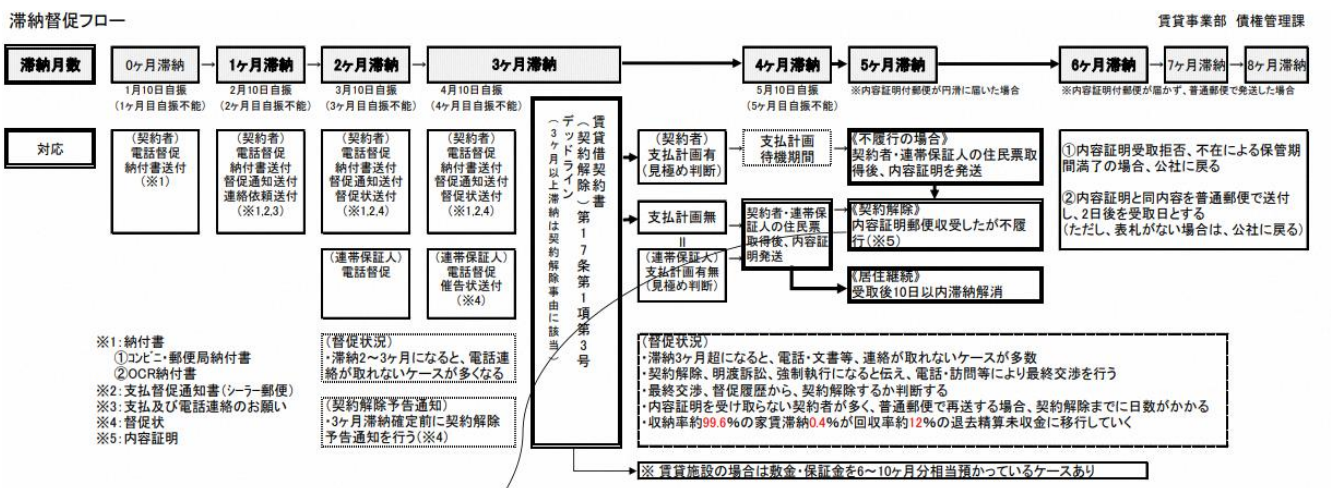 滞納督促フロー
賃貸事業部 債権管理課
滞納月数
0ヶ月滞納
1ヶ月滞納
2ヶ月滞納
3ヶ月滞納
4ヶ月滞納
5ヶ月滞納
6ヶ月滞納
7ヶ月滞納
8ヶ月滞納
1月10日自振
(1ヶ月目自振不能)
2月10日自振
(2ヶ月目自振不能)
3月10日自振
(3ヶ月目自振不能)
4月10日自振
(4ヶ月目自振不能)
5月10日自振
(5ヶ月目自振不能)
※内容証明付郵便が円滑に届いた場合
※内容証明付郵便が届かず、普通郵便で発送した場合
対応
(契約者)
電話督促
納付書送付
(※1)
(契約者)
電話督促
納付書送付
督促通知送付
連絡依頼送付
(※1,2,3)
(契約者)
電話督促
納付書送付
督促通知送付
督促状送付
(※1,2,4)
(契約者)
電話督促
納付書送付
督促通知送付
督促状送付
(※1,2,4)
(連帯保証人)
電話督促
(連帯保証人)
電話督促
催告状送付
(※4)
賃貸借契約書
(契約解除)第17条第1項第3号
デッドライン
(3ヶ月以上滞納は契約解除事由に該当)
(契約者)
支払計画有
(見極め判断)
支払計画無
=
(連帯保証人)
支払計画有無
(見極め判断)
支払計画
待機期間
契約者・連帯保
証人の住民票
取得後、内容証
明発送
《不履行の場合》
契約者・連帯保証人の住民票取
得後、内容証明を発送
《契約解除》
内容証明郵便収受したが不履
行(※5)
《居住継続》
受取後10日以内滞納解消
①内容証明受取拒否、不在による保管期
間満了の場合、公社に戻る
②内容証明と同内容を普通郵便で送付
し、2日後を受取日とする
(ただし、表札がない場合は、公社に戻る)
※1:納付書
①コンビニ・郵便局納付書
②OCR納付書
※2:支払督促通知書(シーラー郵便)
※3:支払及び電話連絡のお願い
※4:督促状
※5:内容証明
(督促状況)
・滞納2~3ヶ月になると、電話連
絡が取れないケースが多くなる
(契約解除予告通知)
・3ヶ月滞納確定前に契約解除
予告通知を行う(※4)
(督促状況)
・滞納3ヶ月超になると、電話・文書等、連絡が取れないケースが多数
・契約解除、明渡訴訟、強制執行になると伝え、電話・訪問等により最終交渉を行う
・最終交渉、督促履歴から、契約解除するか判断する
・内容証明を受け取らない契約者が多く、普通郵便で再送する場合、契約解除までに日数がかかる
・収納率約99.6%の家賃滞納0.4%が回収率約12%の退去精算未収金に移行していく
※ 賃貸施設の場合は敷金・保証金を6~10ヶ月分相当預かっているケースあり